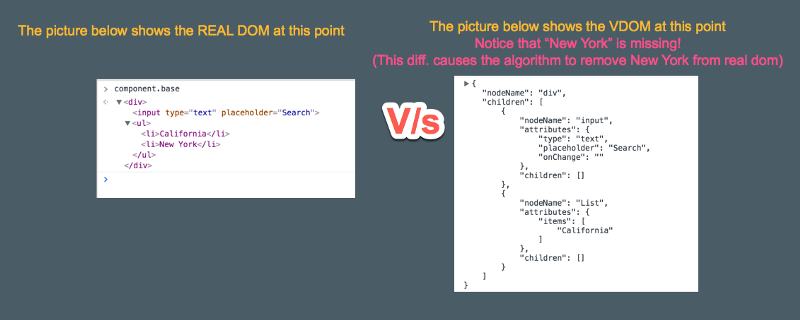 The picture below shows the REAL DOM at this point
The picture below shows the VDOM at this point
Notice that "New York" is missing!
(This diff. causes the algorithm to remove New York from real dom)
> component.base
<· ▼<div>
<input type="text" placeholder="Search">
▼<ul>
<li>California</li>
<li>New York</li>
</ul>
</div>
>
V/s
▶ {
"nodeName": "div",
"children": [
{
"nodeName": "input",
"attributes": {
"type": "text",
"placeholder": "Search",
"onChange": ""
},
"children": []
},
{
"nodeName": "List",
"attributes": {
"items": [
"California"
]
},
"children": []
}
]
}